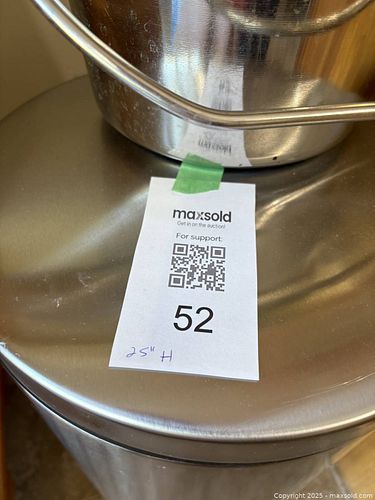 maxsold
Get in on the auction!
For support:
52
25" H
Copyright 2025 - maxsold.com